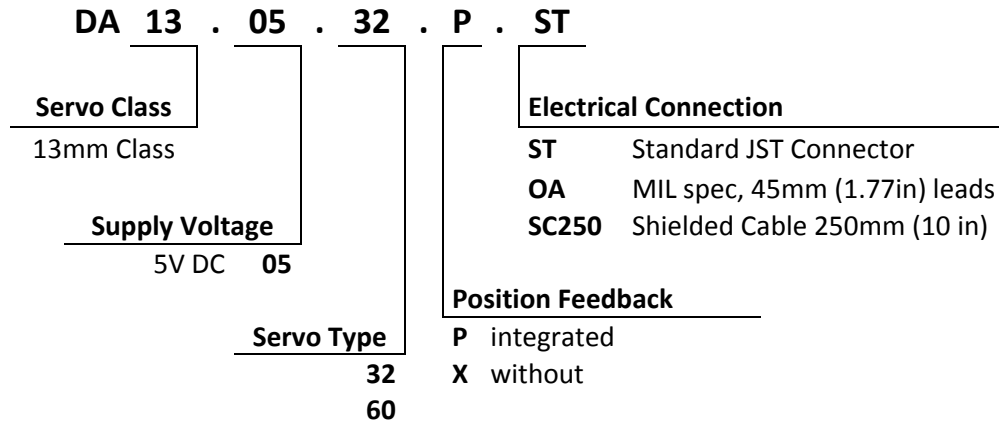 DA 13 . 05 . 32 . P . ST
Servo Class
13mm Class
Supply Voltage
5V DC 05
Servo Type
32
60
Electrical Connection
ST Standard JST Connector
OA MIL spec, 45mm (1.77in) leads
SC250 Shielded Cable 250mm (10 in)
Position Feedback
P integrated
X without